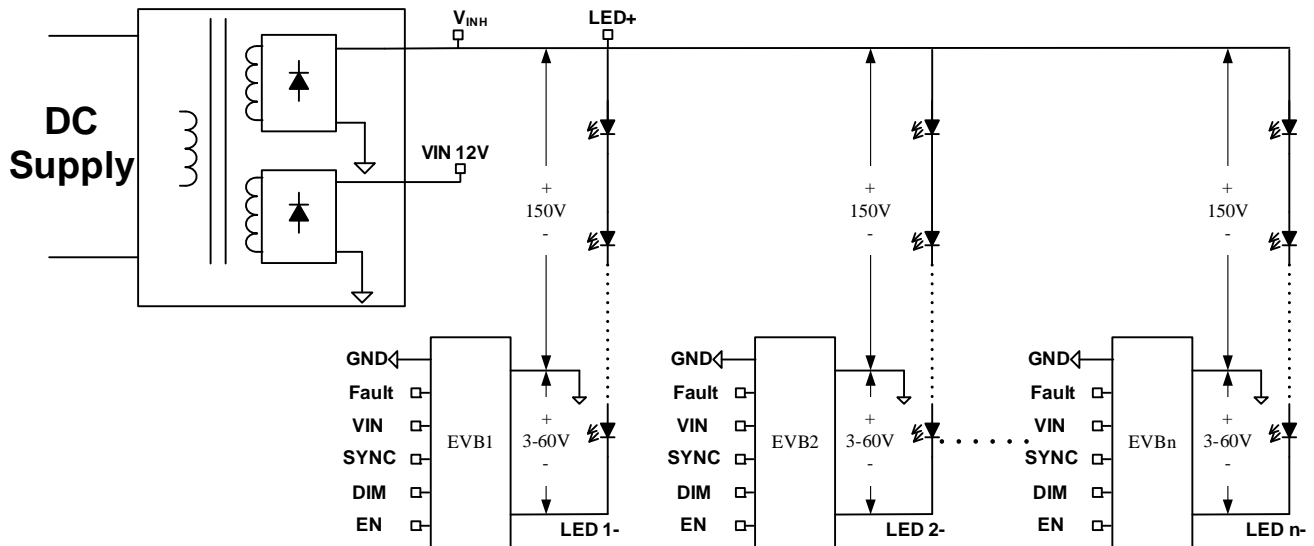 V_INH
LED+
DC
Supply
VIN 12V
+
150V
-
+
150V
-
+
150V
-
GND
Fault
VIN
SYNC
DIM
EN
EVB1
+
3-60V
-
LED 1-
GND
Fault
VIN
SYNC
DIM
EN
EVB2
+
3-60V
-
LED 2-
GND
Fault
VIN
SYNC
DIM
EN
EVBn
+
3-60V
-
LED n-